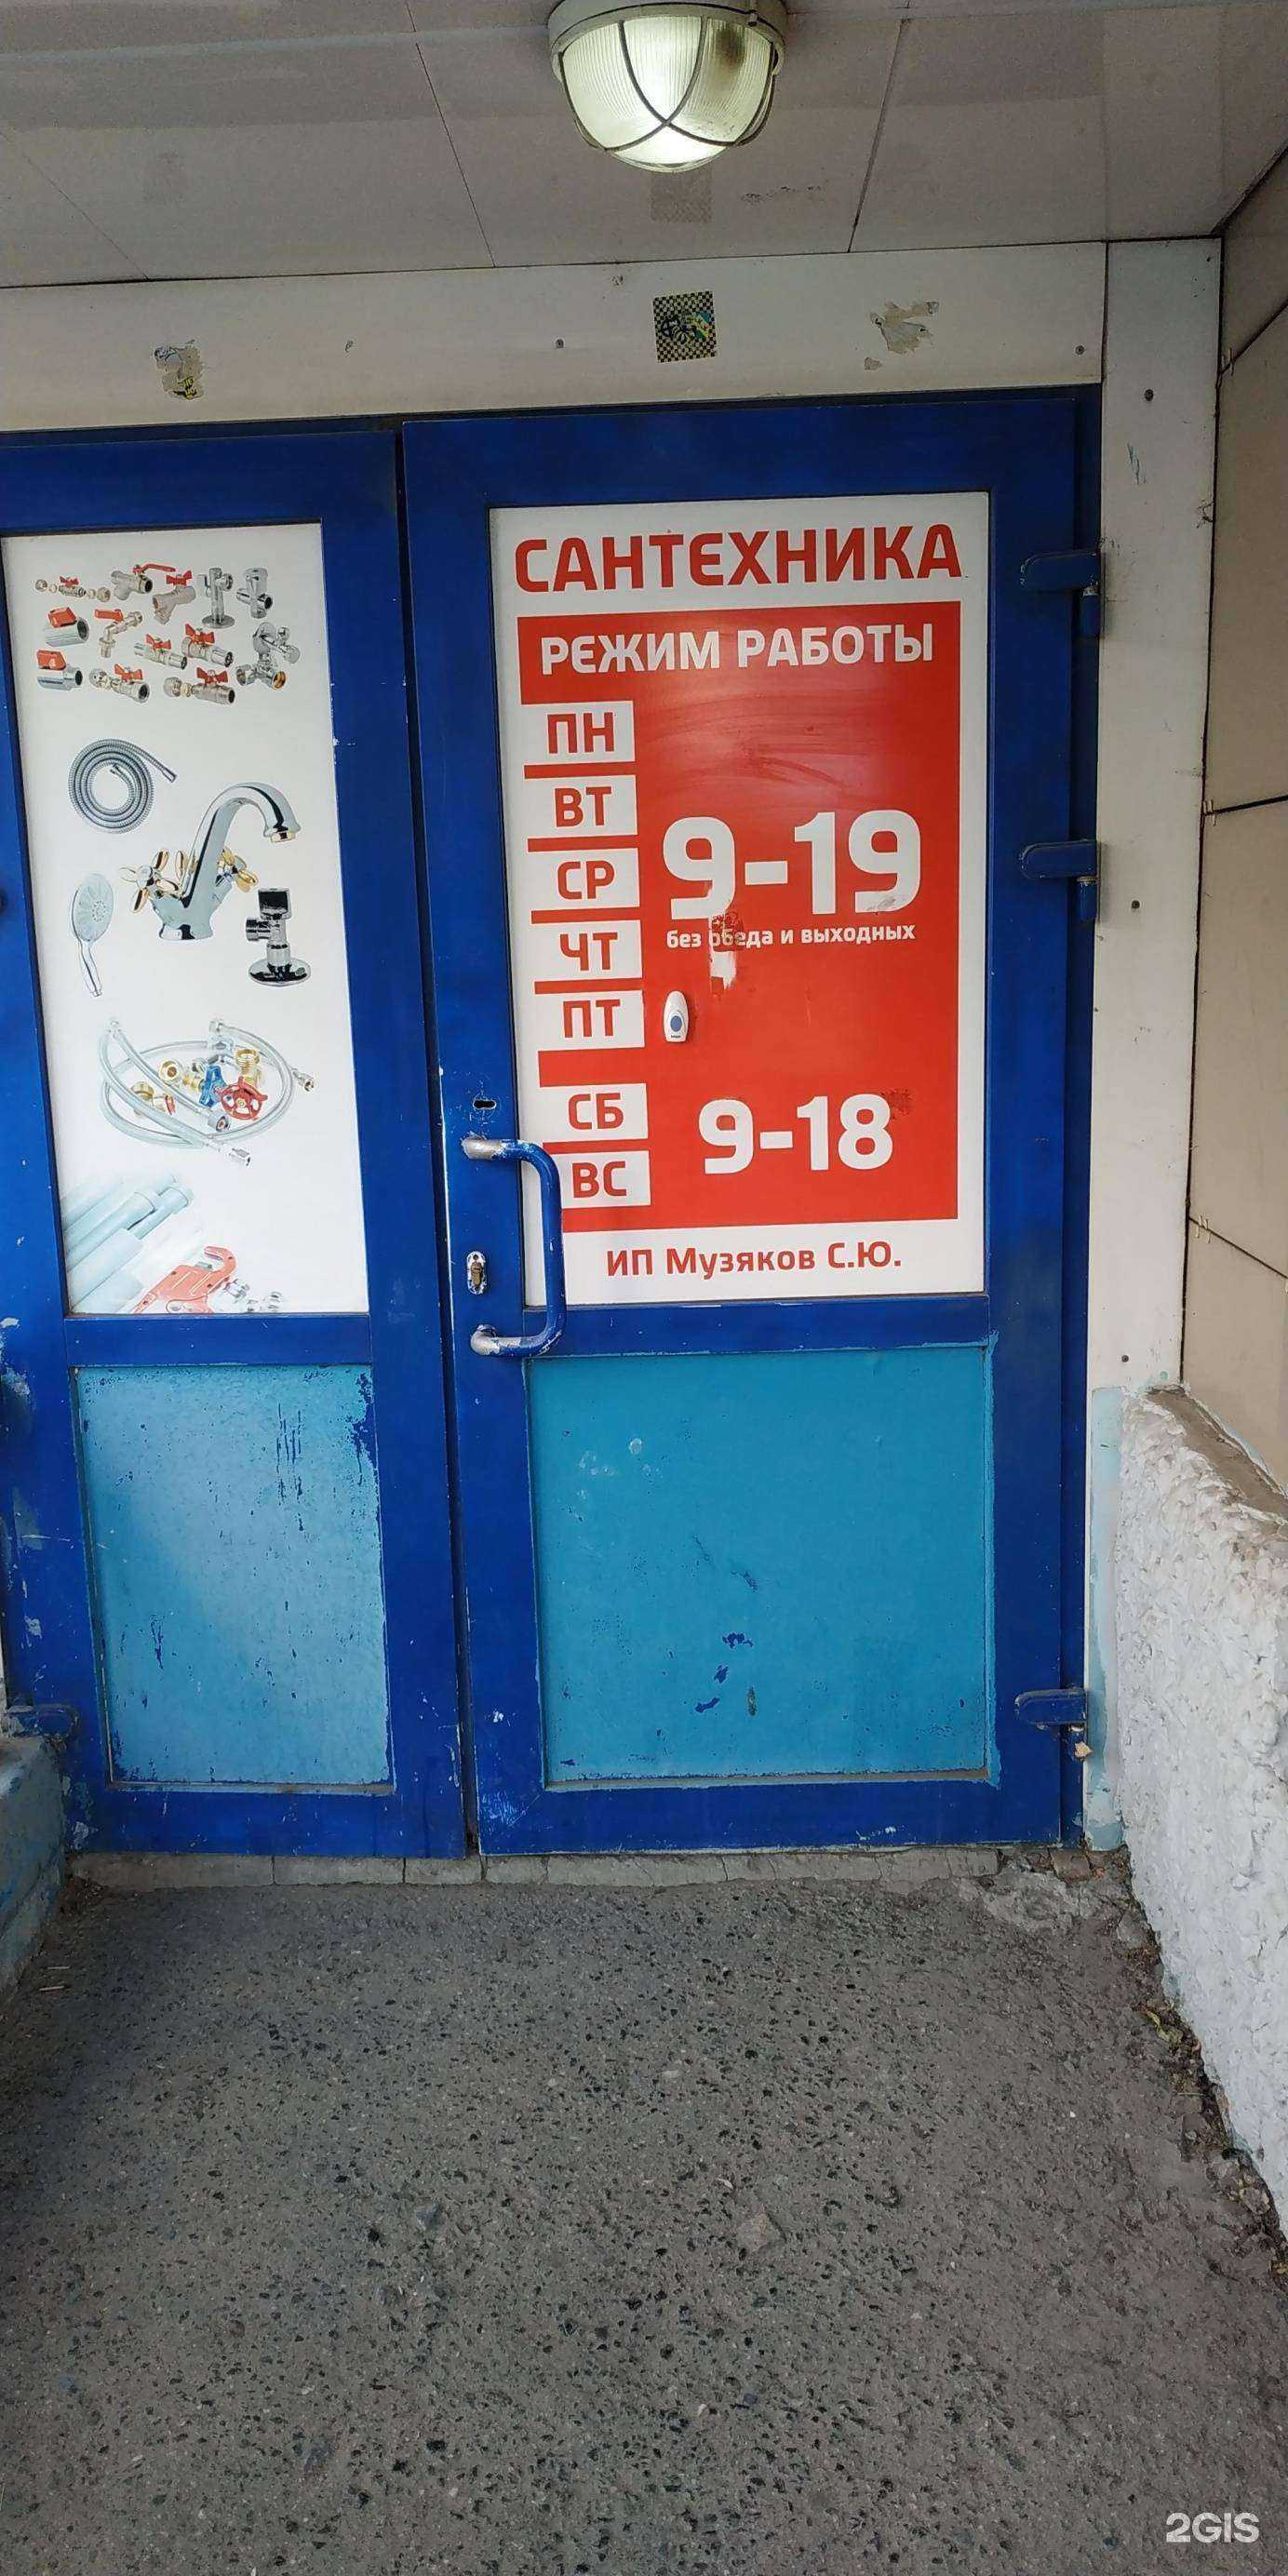 САНТЕХНИКА
РЕЖИМ РАБОТЫ
ПН
ВТ
СР
ЧТ
ПТ
9-19
без обеда и выходных
СБ
ВС
9-18
ИП Музяков С.Ю.
2GIS